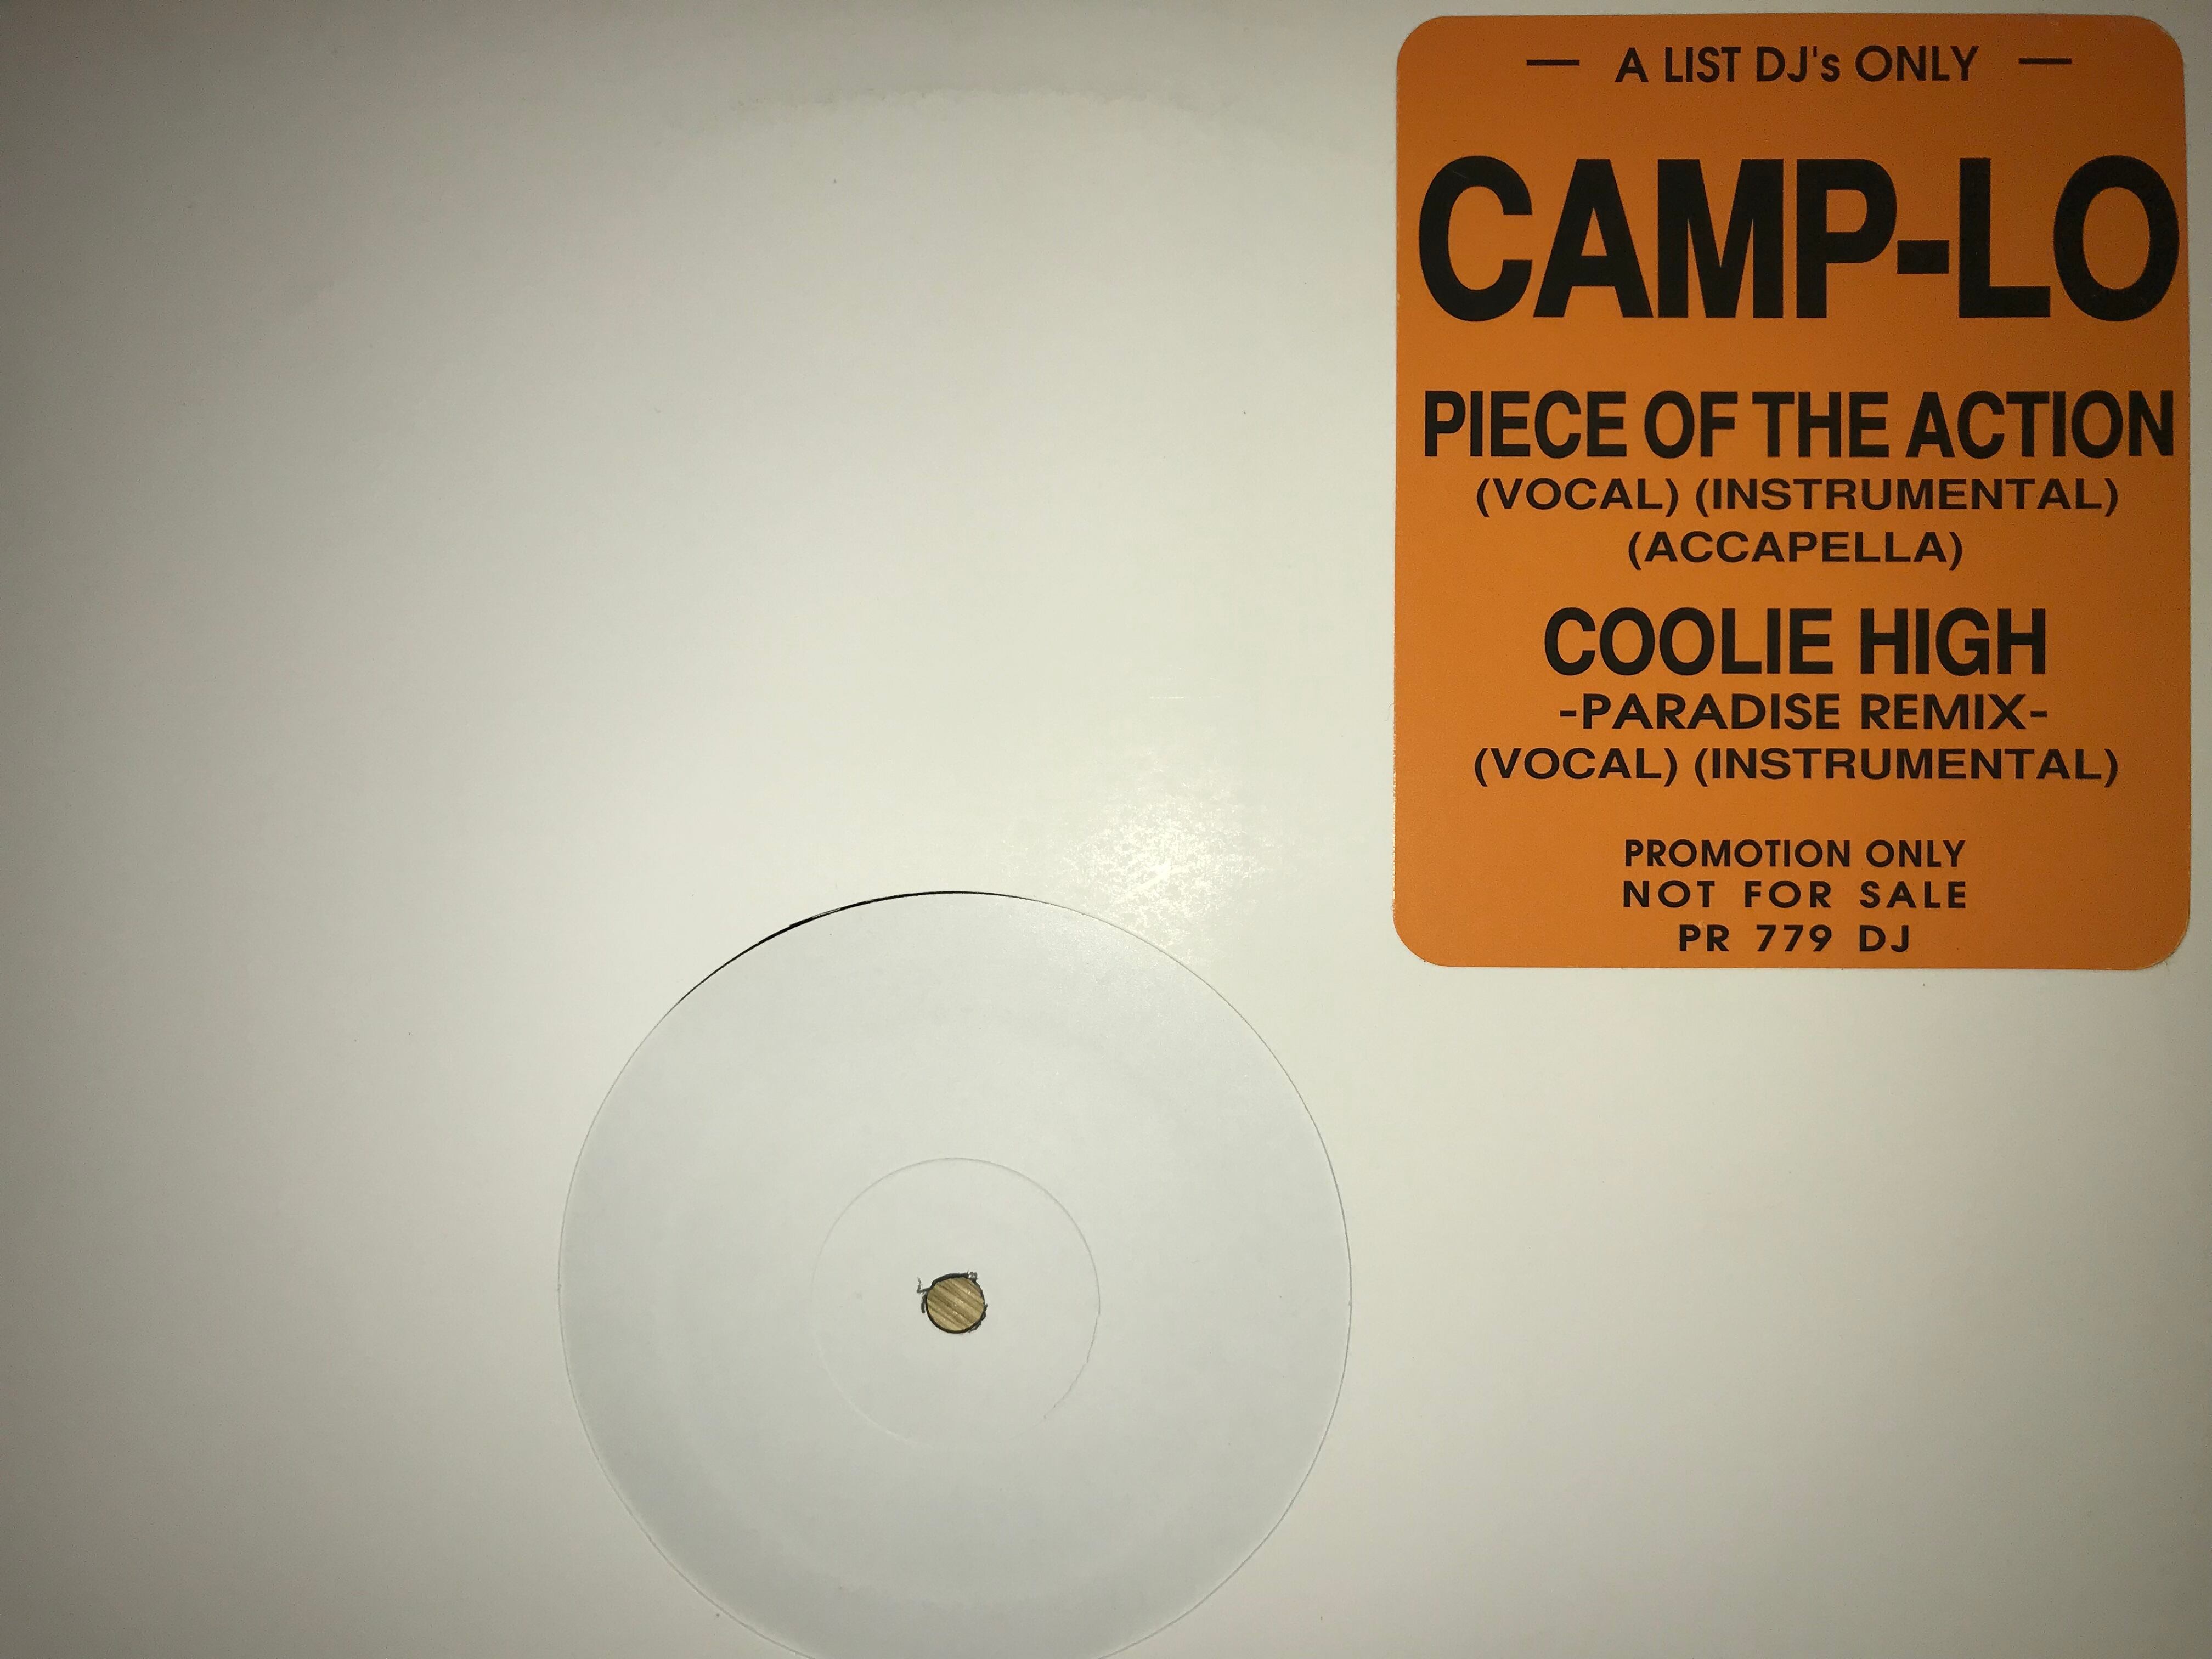 — A LIST DJ's ONLY —
CAMP-LO
PIECE OF THE ACTION
(VOCAL) (INSTRUMENTAL)
(ACCAPELLA)
COOLIE HIGH
-PARADISE REMIX-
(VOCAL) (INSTRUMENTAL)
PROMOTION ONLY
NOT FOR SALE
PR 779 DJ